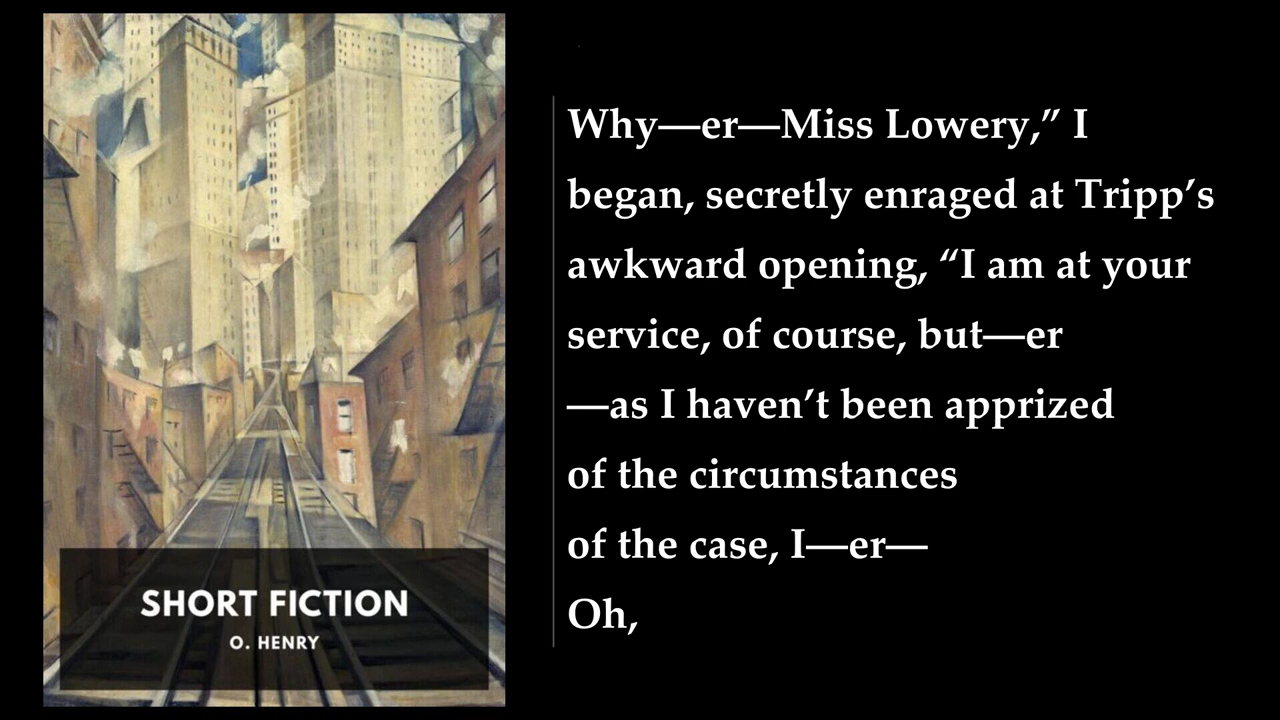 SHORT FICTION
O. HENRY
Why—er—Miss Lowery,” I
began, secretly enraged at Tripp’s
awkward opening, “I am at your
service, of course, but—er
—as I haven’t been apprized
of the circumstances
of the case, I—er—
Oh,